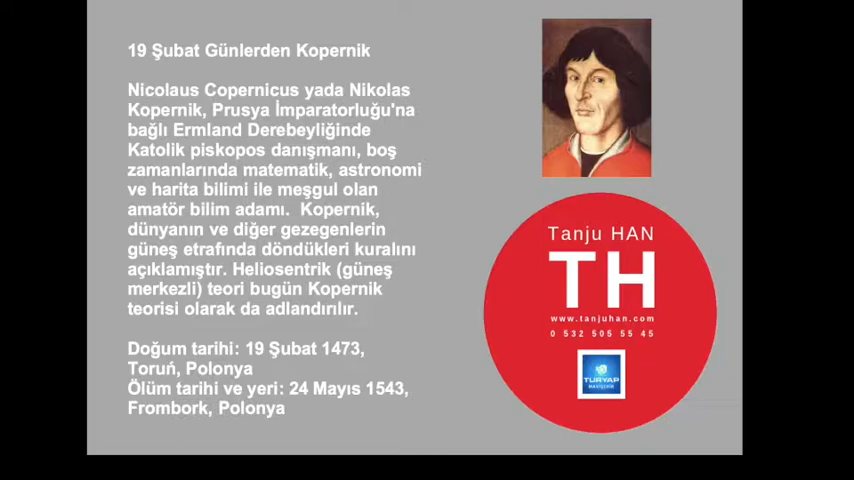 19 Şubat Günlerden Kopernik
Nicolaus Copernicus yada Nikolas
Kopernik, Prusya İmparatorluğu'na
bağlı Ermland Derebeyliğinde
Katolik piskopos danışmanı, boş
zamanlarında matematik, astronomi
ve harita bilimi ile meşgul olan
amatör bilim adamı.  Kopernik,
dünyanın ve diğer gezegenlerin
güneş etrafında döndükleri kuralını
açıklamıştır. Heliosentrik (güneş
merkezli) teori bugün Kopernik
teorisi olarak da adlandırılır.
Doğum tarihi: 19 Şubat 1473,
Toruń, Polonya
Ölüm tarihi ve yeri: 24 Mayıs 1543,
Frombork, Polonya
Tanju HAN
TH
www.tanjuhan.com
0 532 505 55 45
TURYAP
MAVİŞEHİR